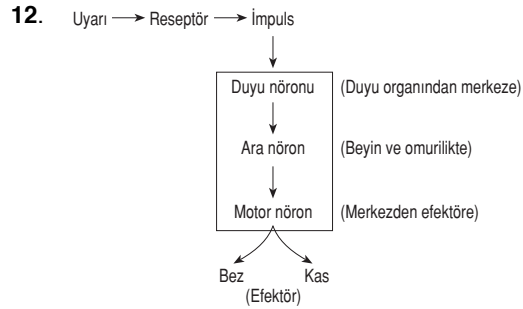 12. Uyarı Reseptör İmpuls
Duyu nöronu (Duyu organından merkeze)
Ara nöron (Beyin ve omurilikte)
Motor nöron (Merkezden efektöre)
Bez Kas
(Efektör)